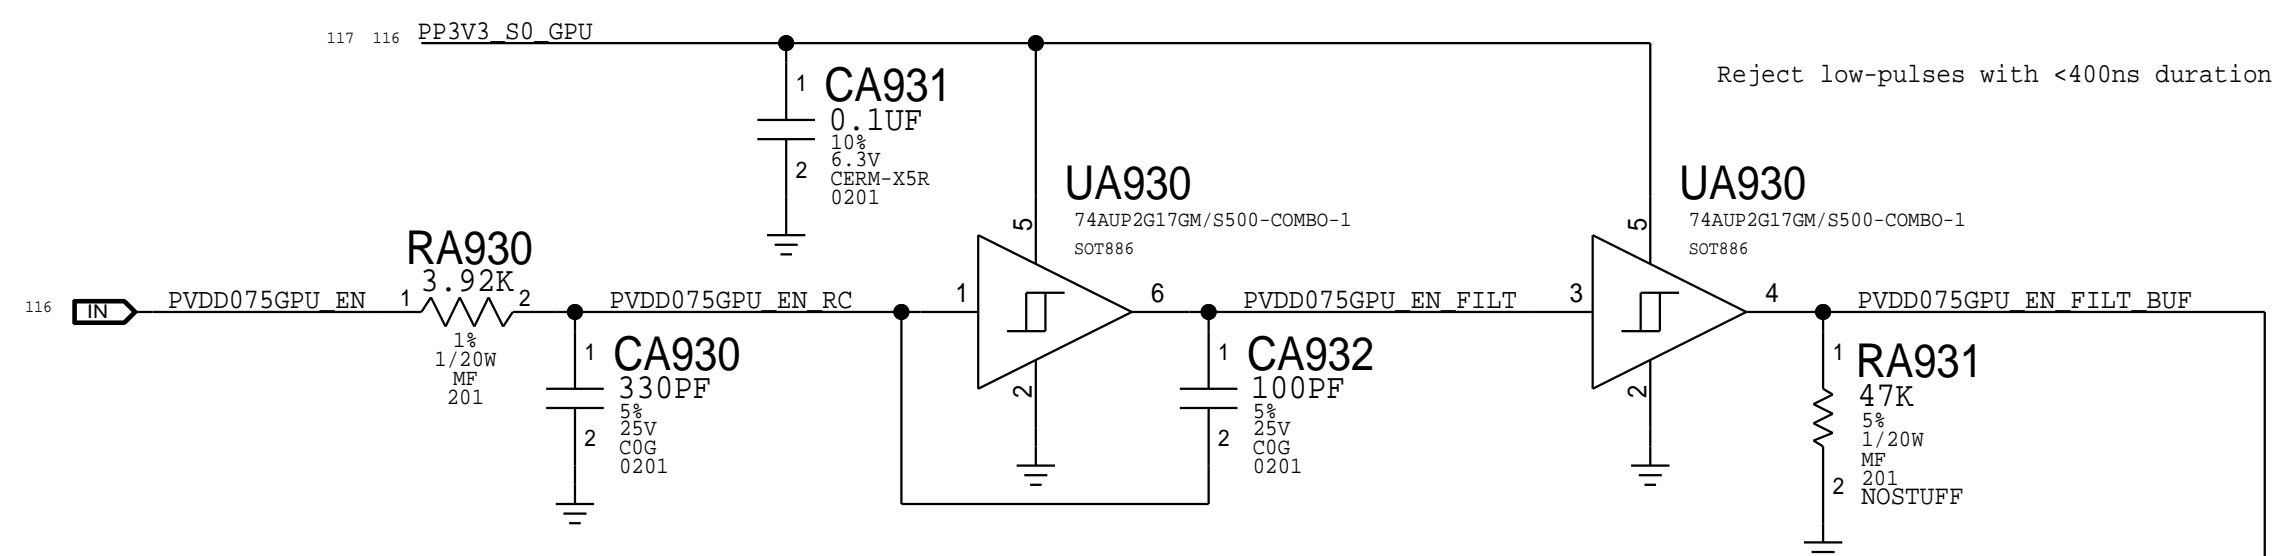 117 116 PP3V3_S0_GPU
Reject low-pulses with <400ns duration
1 CA931
0.1UF
10%
6.3V
2 CERM-X5R
0201
UA930
74AUP2G17GM/S500-COMBO-1
SOT886
5
UA930
74AUP2G17GM/S500-COMBO-1
SOT886
5
RA930
3.92K
116 IN PVDD075GPU_EN 1 2 PVDD075GPU_EN_RC 1 6 PVDD075GPU_EN_FILT 3 4 PVDD075GPU_EN_FILT_BUF
1%
1/20W
MF
201
1 CA930
330PF
5%
25V
2 C0G
0201
2
1 CA932
100PF
5%
25V
2 C0G
0201
2
1 RA931
47K
5%
1/20W
MF
201
2 NOSTUFF